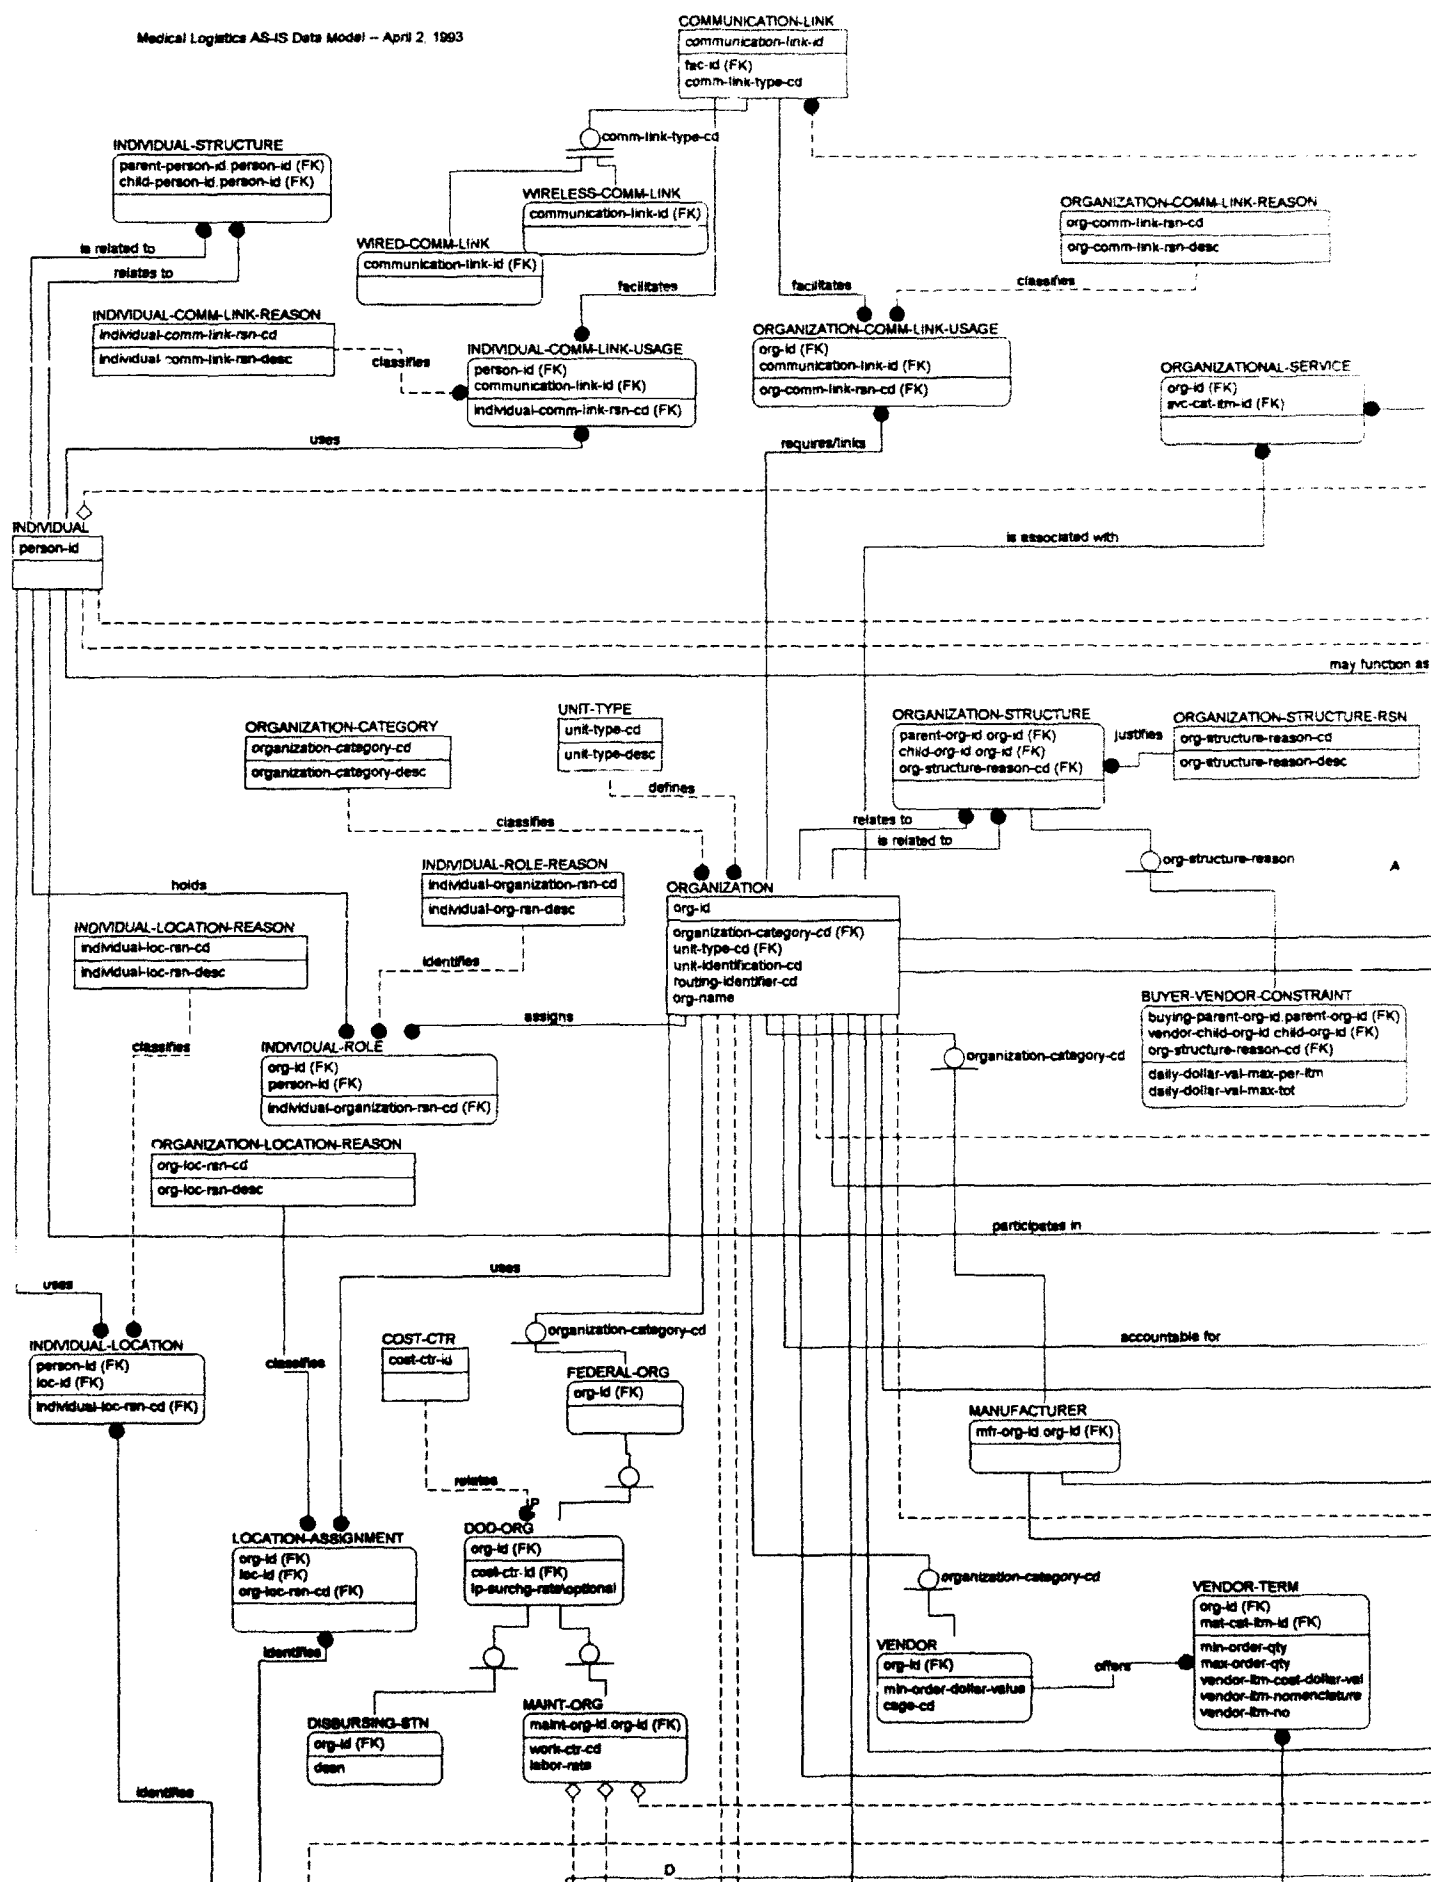 Medical Logistics AS-IS Data Model -- April 2, 1993
COMMUNICATION-LINK
communication-link-id
fac-id (FK)
comm-link-type-cd
comm-link-type-cd
INDIVIDUAL-STRUCTURE
parent-person-id.person-id (FK)
child-person-id.person-id (FK)
WIRELESS-COMM-LINK
communication-link-id (FK)
WIRED-COMM-LINK
communication-link-id (FK)
ORGANIZATION-COMM-LINK-REASON
org-comm-link-rsn-cd
org-comm-link-rsn-desc
is related to
relates to
facilitates
facilitates
classifies
INDIVIDUAL-COMM-LINK-REASON
individual-comm-link-rsn-cd
individual-comm-link-rsn-desc
classifies
INDIVIDUAL-COMM-LINK-USAGE
person-id (FK)
communication-link-id (FK)
individual-comm-link-rsn-cd (FK)
ORGANIZATION-COMM-LINK-USAGE
org-id (FK)
communication-link-id (FK)
org-comm-link-rsn-cd (FK)
ORGANIZATIONAL-SERVICE
org-id (FK)
svc-cat-itm-id (FK)
uses
requires/links
INDIVIDUAL
person-id
is associated with
may function as
ORGANIZATION-CATEGORY
organization-category-cd
organization-category-desc
UNIT-TYPE
unit-type-cd
unit-type-desc
ORGANIZATION-STRUCTURE
parent-org-id.org-id (FK)
child-org-id.org-id (FK)
org-structure-reason-cd (FK)
justifies
ORGANIZATION-STRUCTURE-RSN
org-structure-reason-cd
org-structure-reason-desc
defines
classifies
relates to
is related to
org-structure-reason
A
holds
INDIVIDUAL-ROLE-REASON
individual-organization-rsn-cd
individual-org-rsn-desc
ORGANIZATION
org-id
organization-category-cd (FK)
unit-type-cd (FK)
unit-identification-cd
routing-identifier-cd
org-name
INDIVIDUAL-LOCATION-REASON
individual-loc-rsn-cd
individual-loc-rsn-desc
identifies
assigns
classifies
INDIVIDUAL-ROLE
org-id (FK)
person-id (FK)
individual-organization-rsn-cd (FK)
organization-category-cd
BUYER-VENDOR-CONSTRAINT
buying-parent-org-id.parent-org-id (FK)
vendor-child-org-id.child-org-id (FK)
org-structure-reason-cd (FK)
daily-dollar-val-max-per-itm
daily-dollar-val-max-tot
ORGANIZATION-LOCATION-REASON
org-loc-rsn-cd
org-loc-rsn-desc
participates in
uses
uses
INDIVIDUAL-LOCATION
person-id (FK)
loc-id (FK)
individual-loc-rsn-cd (FK)
classifies
COST-CTR
cost-ctr-id
organization-category-cd
accountable for
FEDERAL-ORG
org-id (FK)
MANUFACTURER
mfr-org-id.org-id (FK)
relates
P
LOCATION-ASSIGNMENT
org-id (FK)
loc-id (FK)
org-loc-rsn-cd (FK)
DOD-ORG
org-id (FK)
cost-ctr-id (FK)
lp-surchg-rate\optional
organization-category-cd
VENDOR-TERM
org-id (FK)
mat-cat-itm-id (FK)
min-order-qty
max-order-qty
vendor-itm-cost-dollar-val
vendor-itm-nomenclature
vendor-itm-no
identifies
VENDOR
org-id (FK)
min-order-dollar-value
cage-cd
offers
DISBURSING-STN
org-id (FK)
dssn
MAINT-ORG
maint-org-id.org-id (FK)
work-ctr-cd
labor-rate
identifies
D